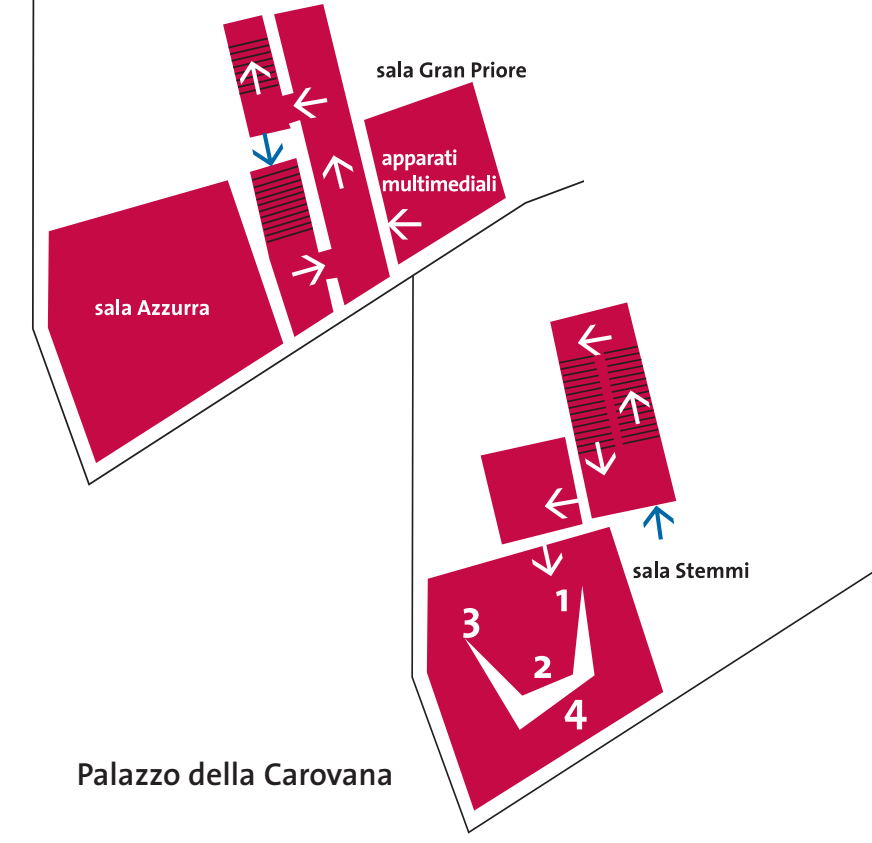 sala Gran Priore
apparati
multimediali
sala Azzurra
sala Stemmi
1
3
2
4
Palazzo della Carovana